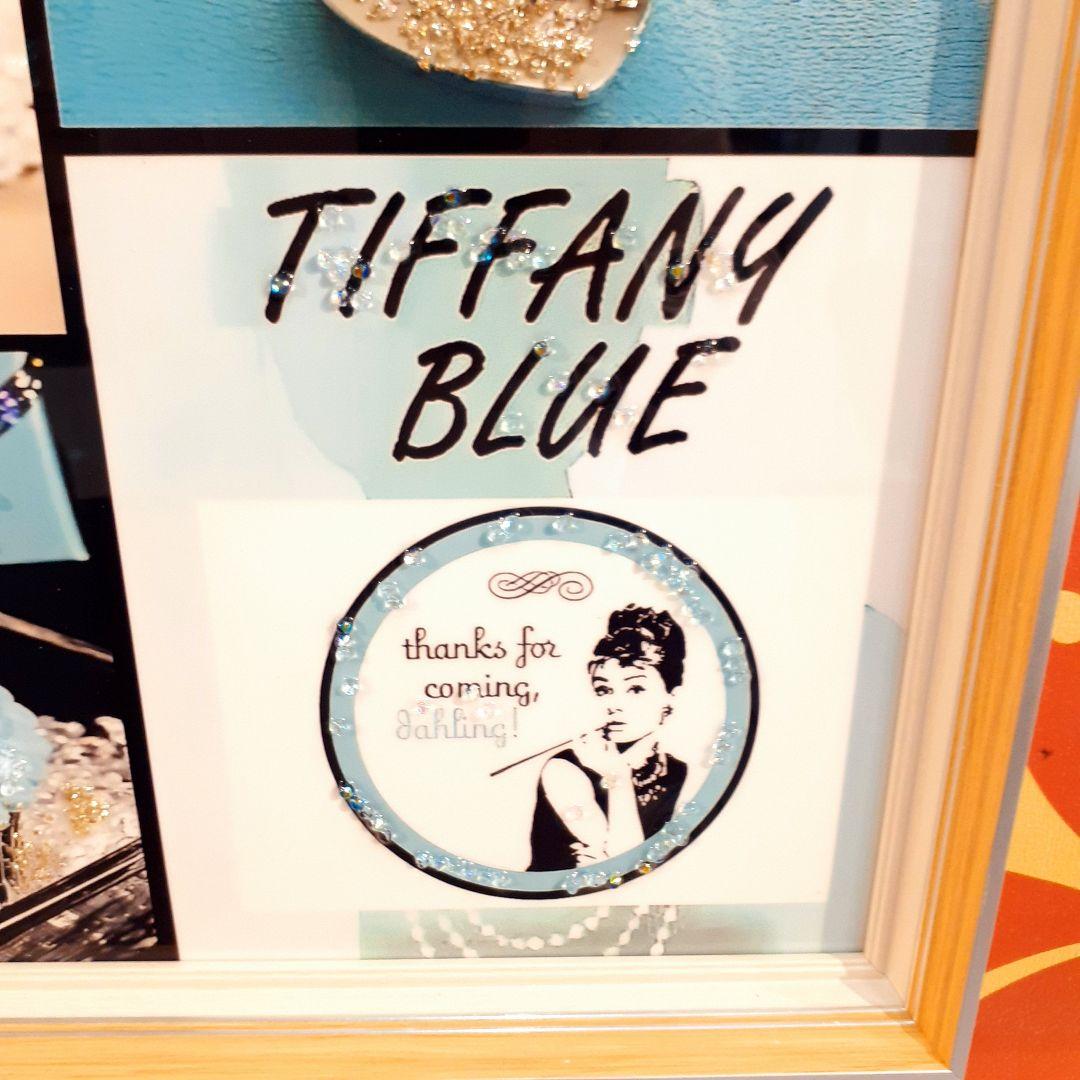 TIFFANY
BLUE
thanks for
coming,
dahling!